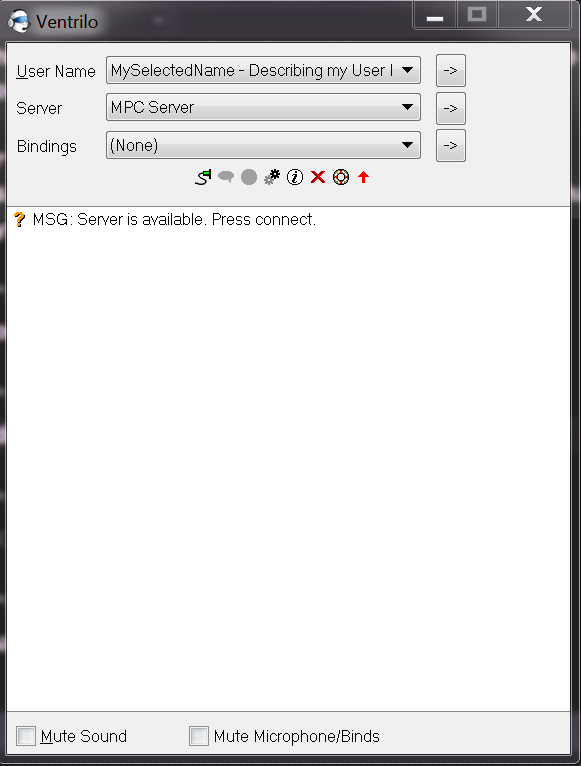 Ventrilo
User Name MySelectedName - Describing my User I ->
Server MPC Server ->
Bindings (None) ->
? MSG: Server is available. Press connect.
Mute Sound Mute Microphone/Binds